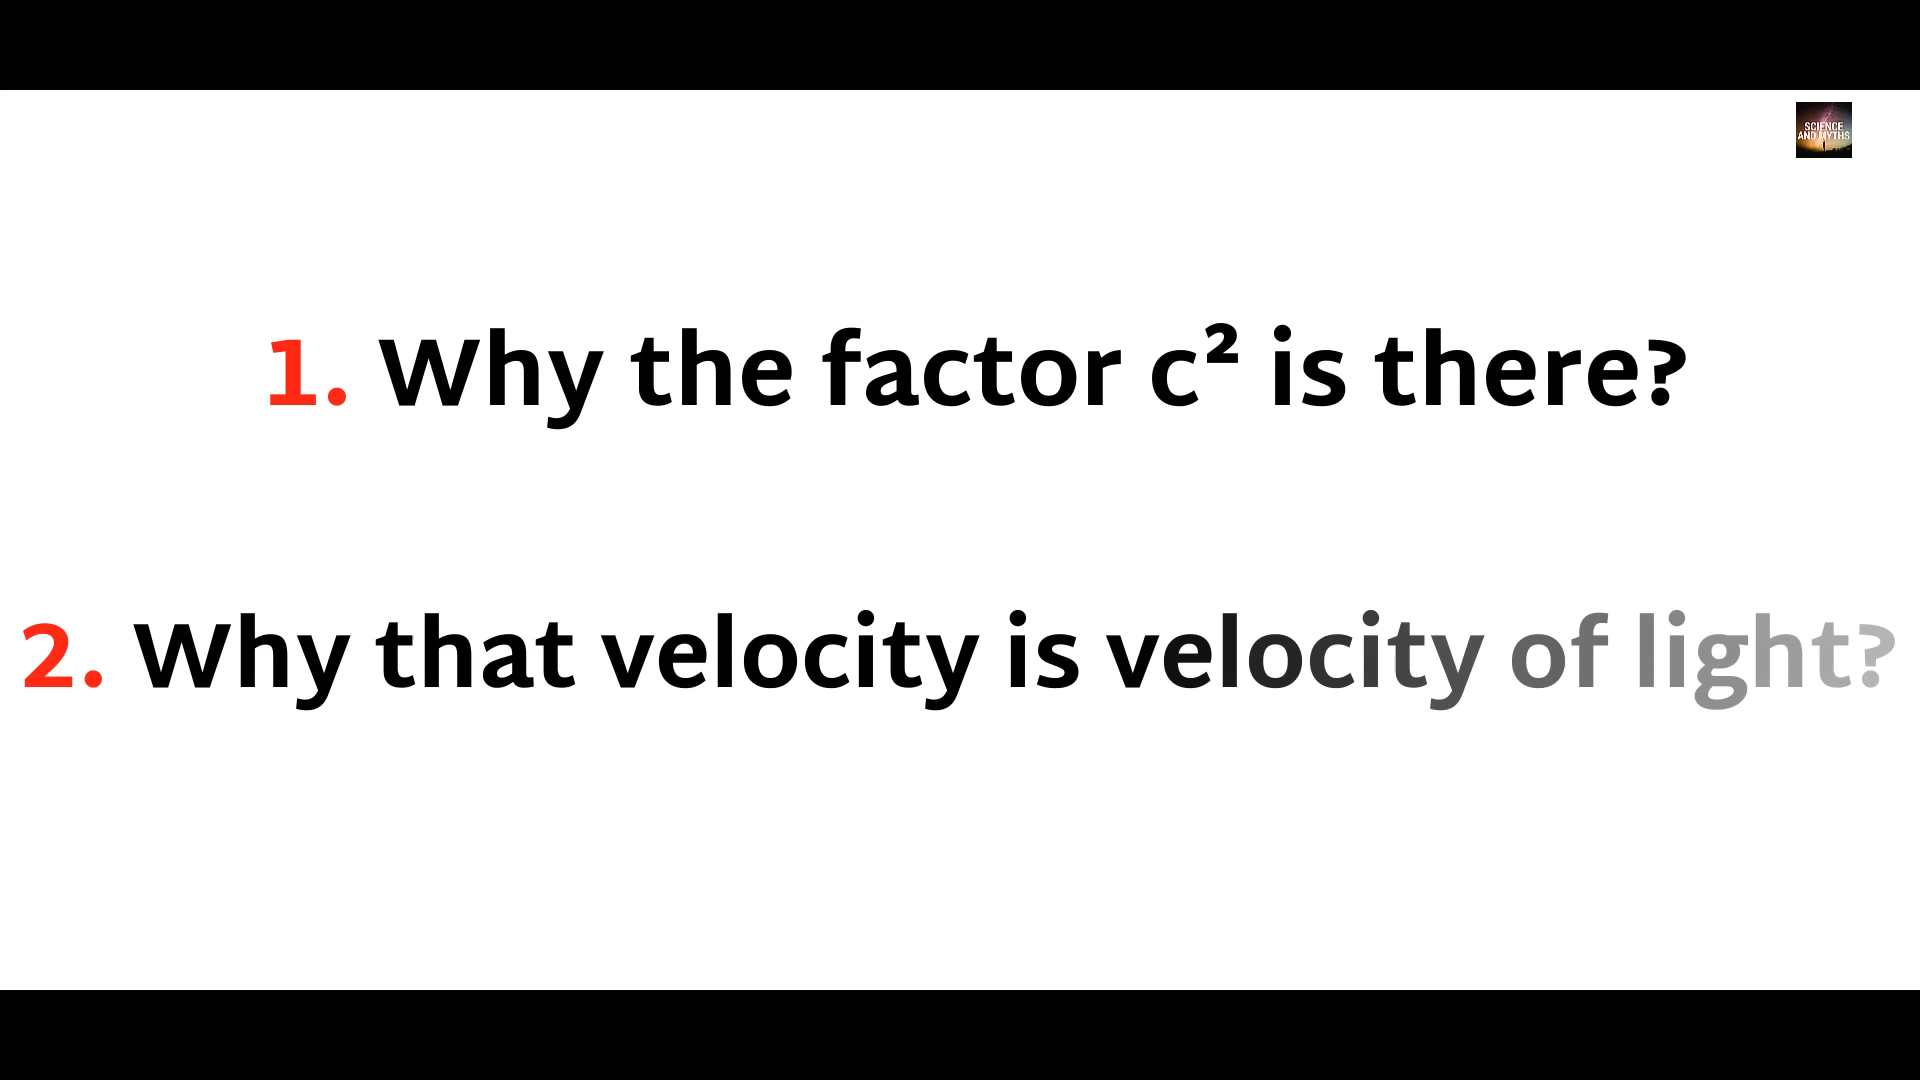 SCIENCE
AND MYTHS
1. Why the factor c² is there?
2. Why that velocity is velocity of light?